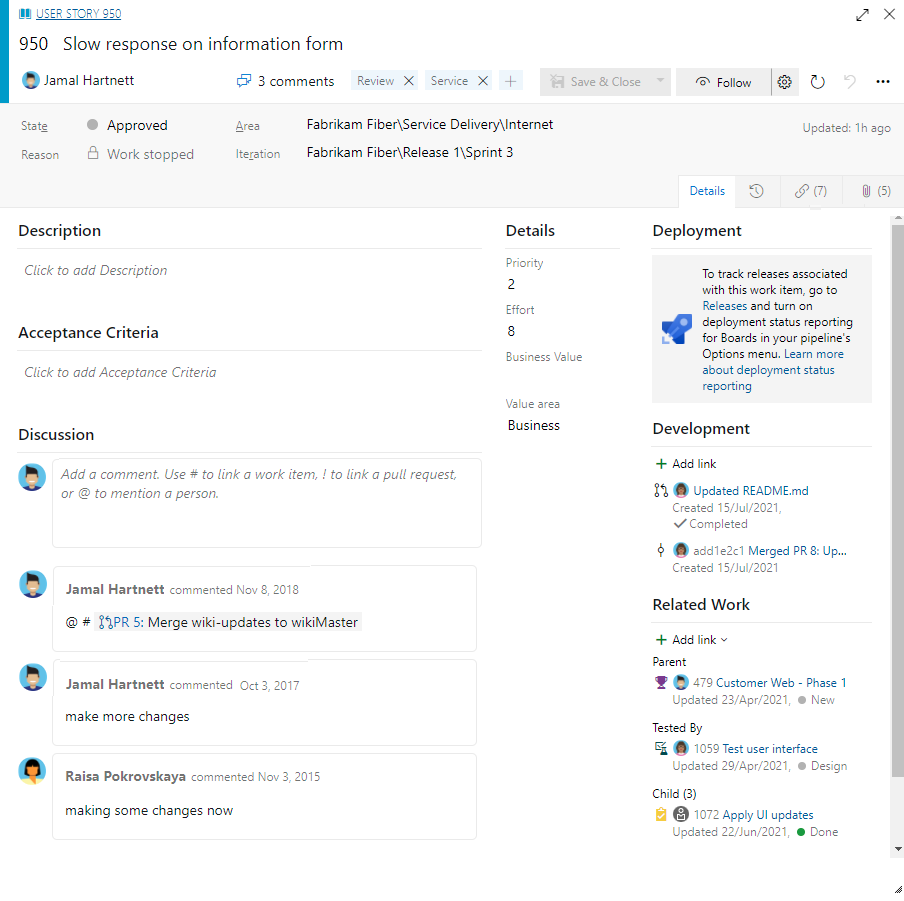 USER STORY 950
950 Slow response on information form
Jamal Hartnett
3 comments
Review
Service
Save & Close
Follow
State
Approved
Area
Fabrikam Fiber\Service Delivery\Internet
Updated: 1h ago
Reason
Work stopped
Iteration
Fabrikam Fiber\Release 1\Sprint 3
Details
(7)
(5)
Description
Click to add Description
Acceptance Criteria
Click to add Acceptance Criteria
Discussion
Add a comment. Use # to link a work item, ! to link a pull request,
or @ to mention a person.
Jamal Hartnett commented Nov 8, 2018
@ # PR 5: Merge wiki-updates to wikiMaster
Jamal Hartnett commented Oct 3, 2017
make more changes
Raisa Pokrovskaya commented Nov 3, 2015
making some changes now
Details
Priority
2
Effort
8
Business Value
Value area
Business
Deployment
To track releases associated
with this work item, go to
Releases and turn on
deployment status reporting
for Boards in your pipeline's
Options menu. Learn more
about deployment status
reporting
Development
+ Add link
Updated README.md
Created 15/Jul/2021,
Completed
add1e2c1 Merged PR 8: Up...
Created 15/Jul/2021
Related Work
+ Add link
Parent
479 Customer Web - Phase 1
Updated 23/Apr/2021, New
Tested By
1059 Test user interface
Updated 29/Apr/2021, Design
Child (3)
1072 Apply UI updates
Updated 22/Jun/2021, Done